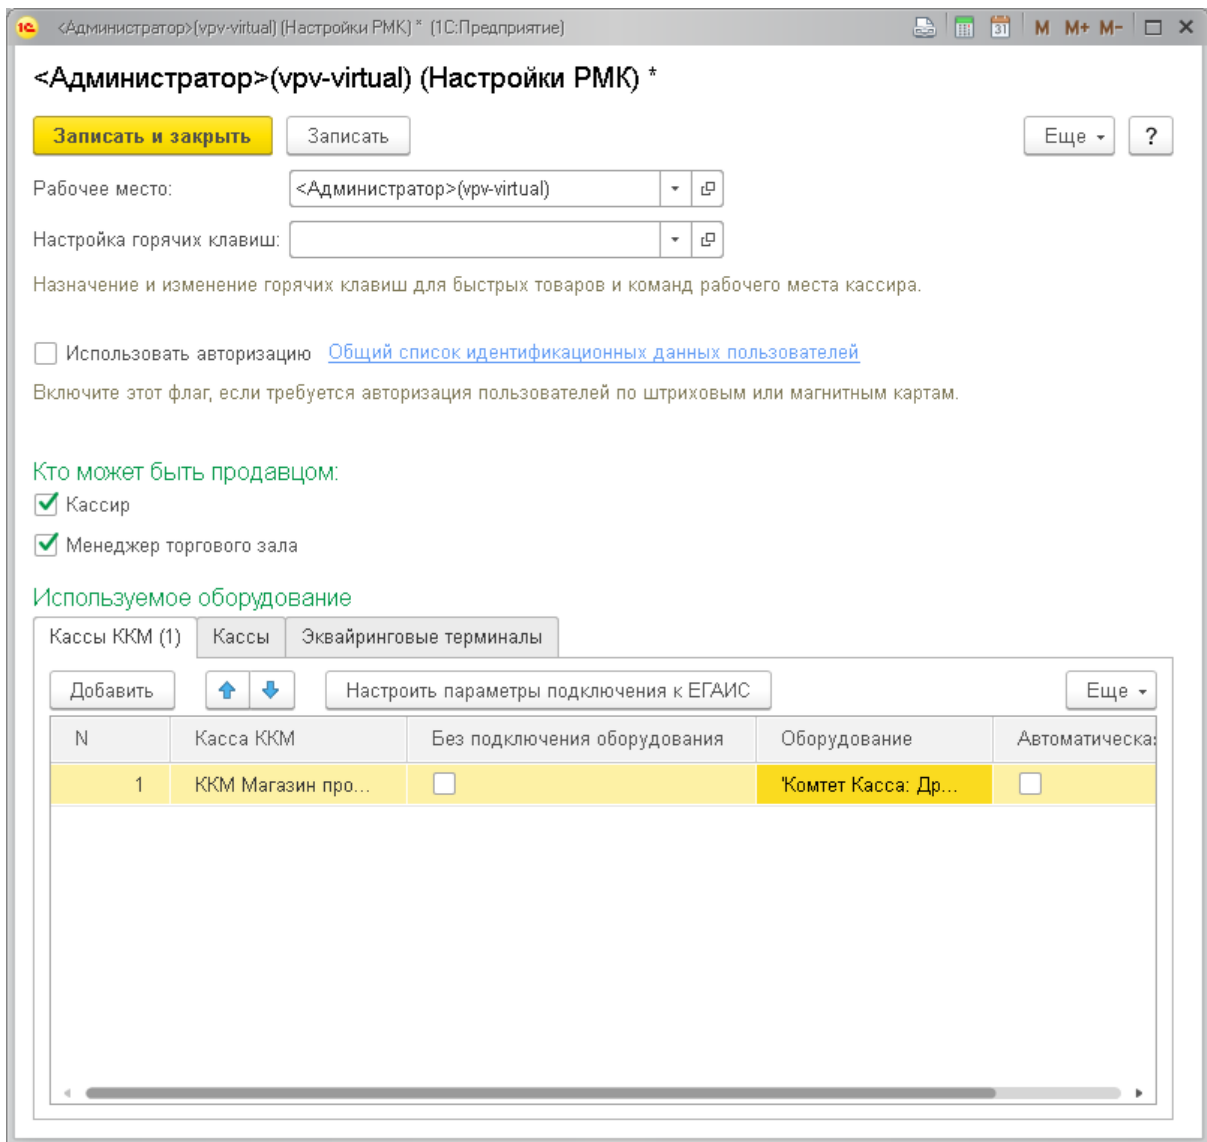 <Администратор>(vpv-virtual) (Настройки РМК) * (1С:Предприятие)
31 M M+ M-
<Администратор>(vpv-virtual) (Настройки РМК) *
Записать и закрыть Записать Еще ?
Рабочее место: <Администратор>(vpv-virtual)
Настройка горячих клавиш:
Назначение и изменение горячих клавиш для быстрых товаров и команд рабочего места кассира.
Использовать авторизацию Общий список идентификационных данных пользователей
Включите этот флаг, если требуется авторизация пользователей по штриховым или магнитным картам.
Кто может быть продавцом:
Кассир
Менеджер торгового зала
Используемое оборудование
Кассы ККМ (1) Кассы Эквайринговые терминалы
Добавить Настроить параметры подключения к ЕГАИС Еще
N Касса ККМ Без подключения оборудования Оборудование Автоматическа
1 ККМ Магазин про... 'Комтет Касса: Др...